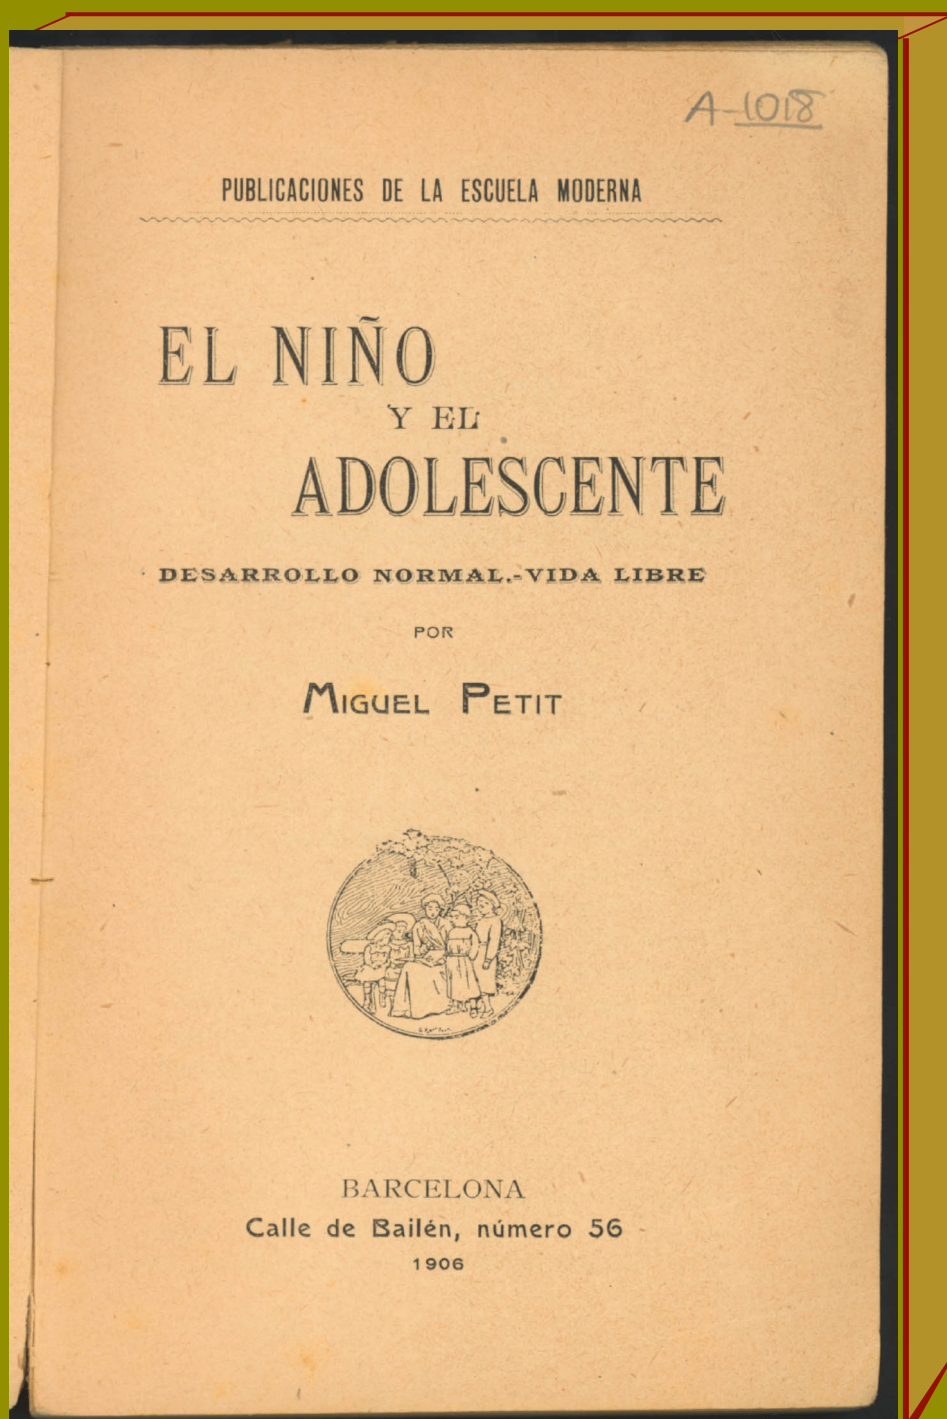 A-1018
PUBLICACIONES DE LA ESCUELA MODERNA
EL NIÑO
Y EL
ADOLESCENTE
DESARROLLO NORMAL.-VIDA LIBRE
POR
MIGUEL PETIT
BARCELONA
Calle de Bailén, número 56
1906